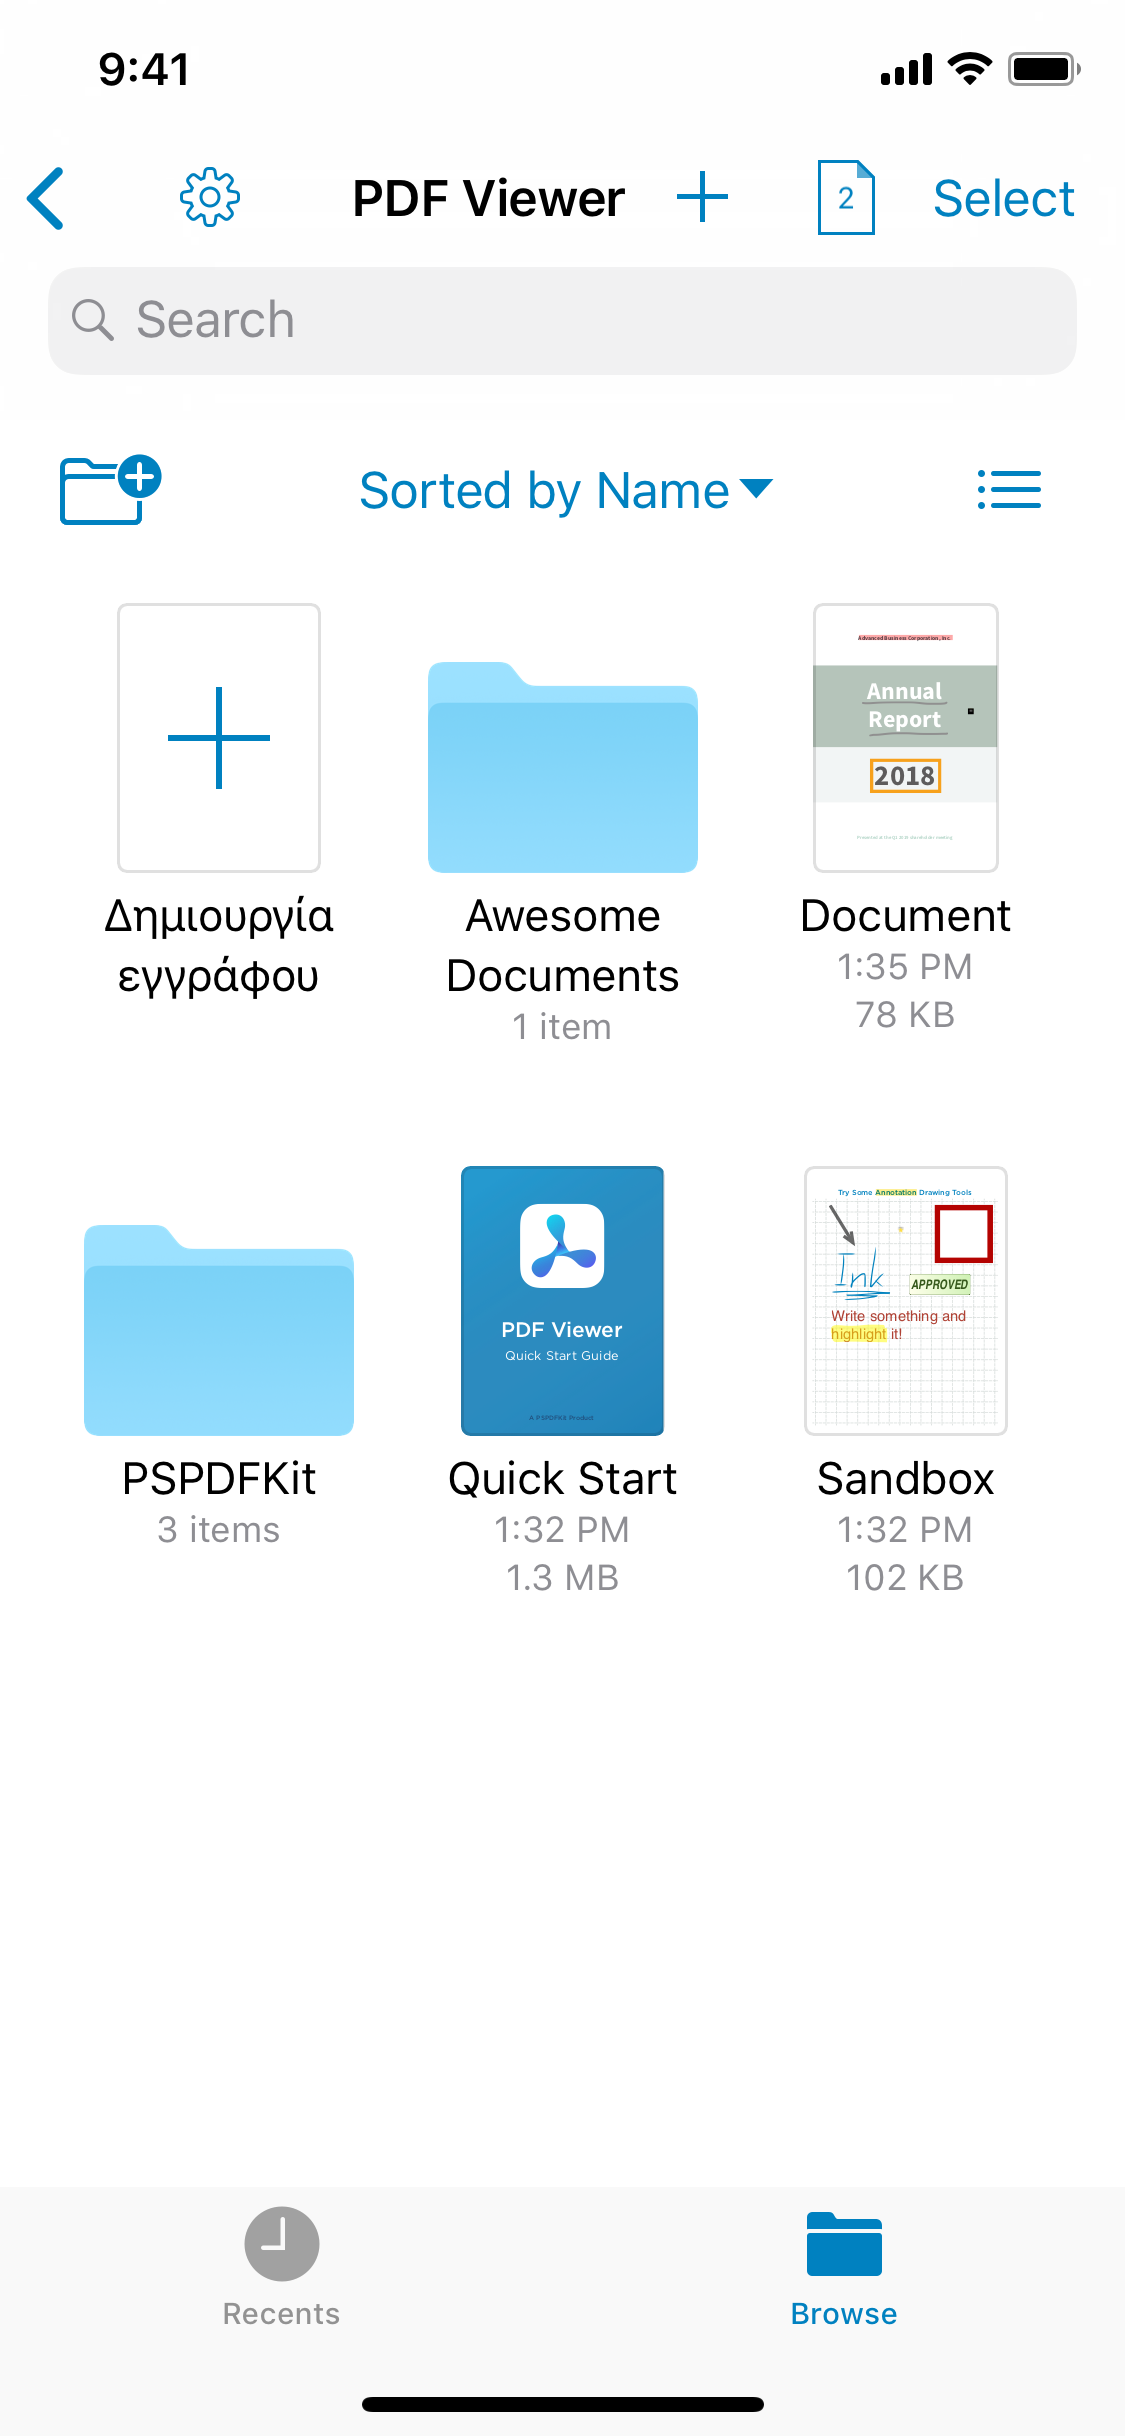 9:41
PDF Viewer
2
Select
Search
Sorted by Name
Advanced Business Corporation, Inc.
Annual
Report
2018
Δημιουργία
εγγράφου
Awesome
Documents
1 item
Document
1:35 PM
78 KB
PDF Viewer
Quick Start Guide
A PSPDFKit Product
Try Some Annotation Drawing Tools
Ink
APPROVED
Write something and
highlight it!
PSPDFKit
3 items
Quick Start
1:32 PM
1.3 MB
Sandbox
1:32 PM
102 KB
Recents
Browse